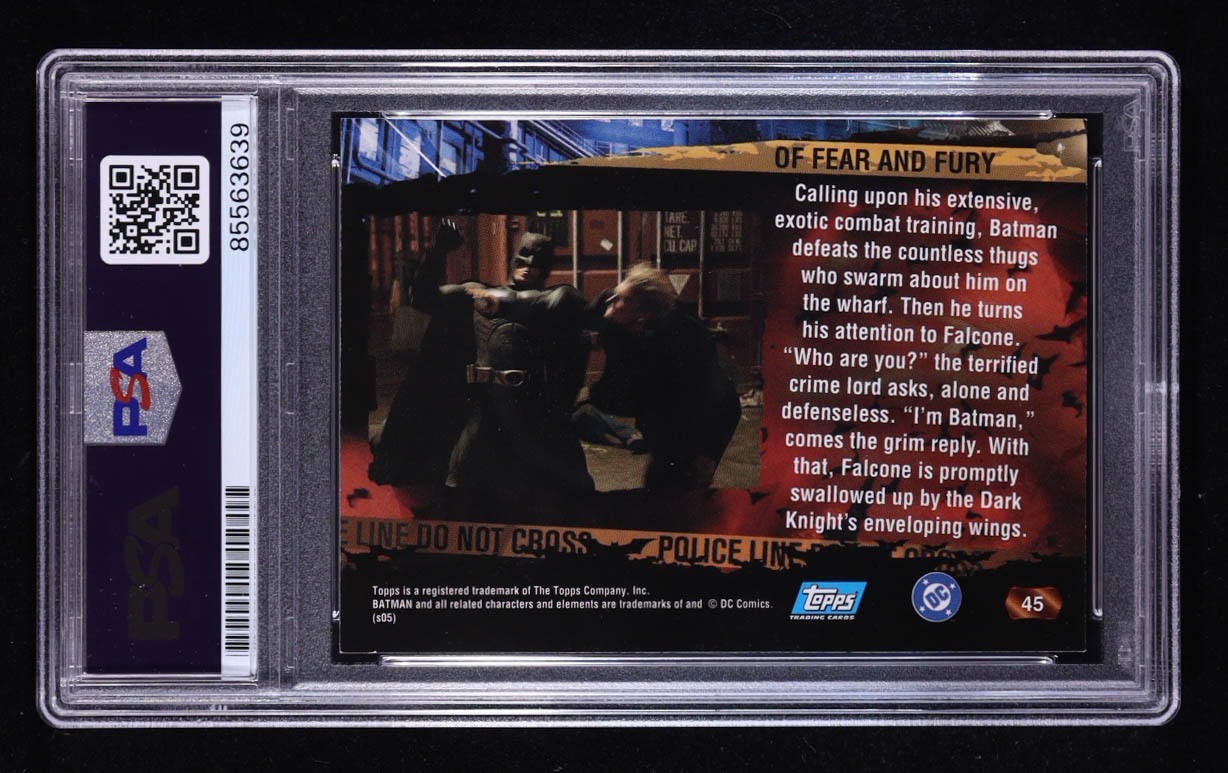 85563639
PSA
PSA
OF FEAR AND FURY
Calling upon his extensive,
exotic combat training, Batman
defeats the countless thugs
who swarm about him on
the wharf. Then he turns
his attention to Falcone.
“Who are you?” the terrified
crime lord asks, alone and
defenseless. “I’m Batman,”
comes the grim reply. With
that, Falcone is promptly
swallowed up by the Dark
Knight’s enveloping wings.
TARE.
NET.
CU.CAP.
E LINE DO NOT CROSS
POLICE LINE
Topps is a registered trademark of The Topps Company, Inc.
BATMAN and all related characters and elements are trademarks of and © DC Comics.
(s05)
topps
TRADING CARDS
DC
45